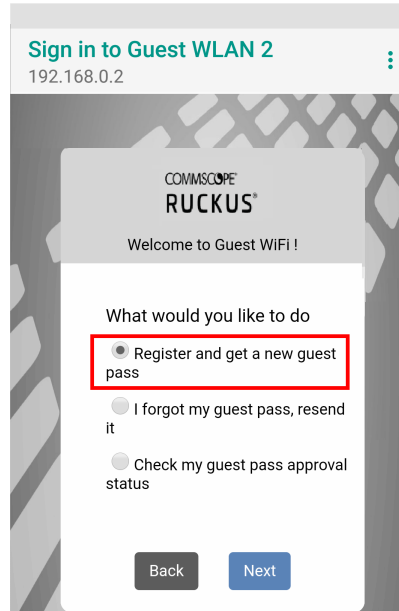 Sign in to Guest WLAN 2
192.168.0.2
COMMSCOPE®
RUCKUS®
Welcome to Guest WiFi !
What would you like to do
Register and get a new guest
pass
I forgot my guest pass, resend
it
Check my guest pass approval
status
Back Next